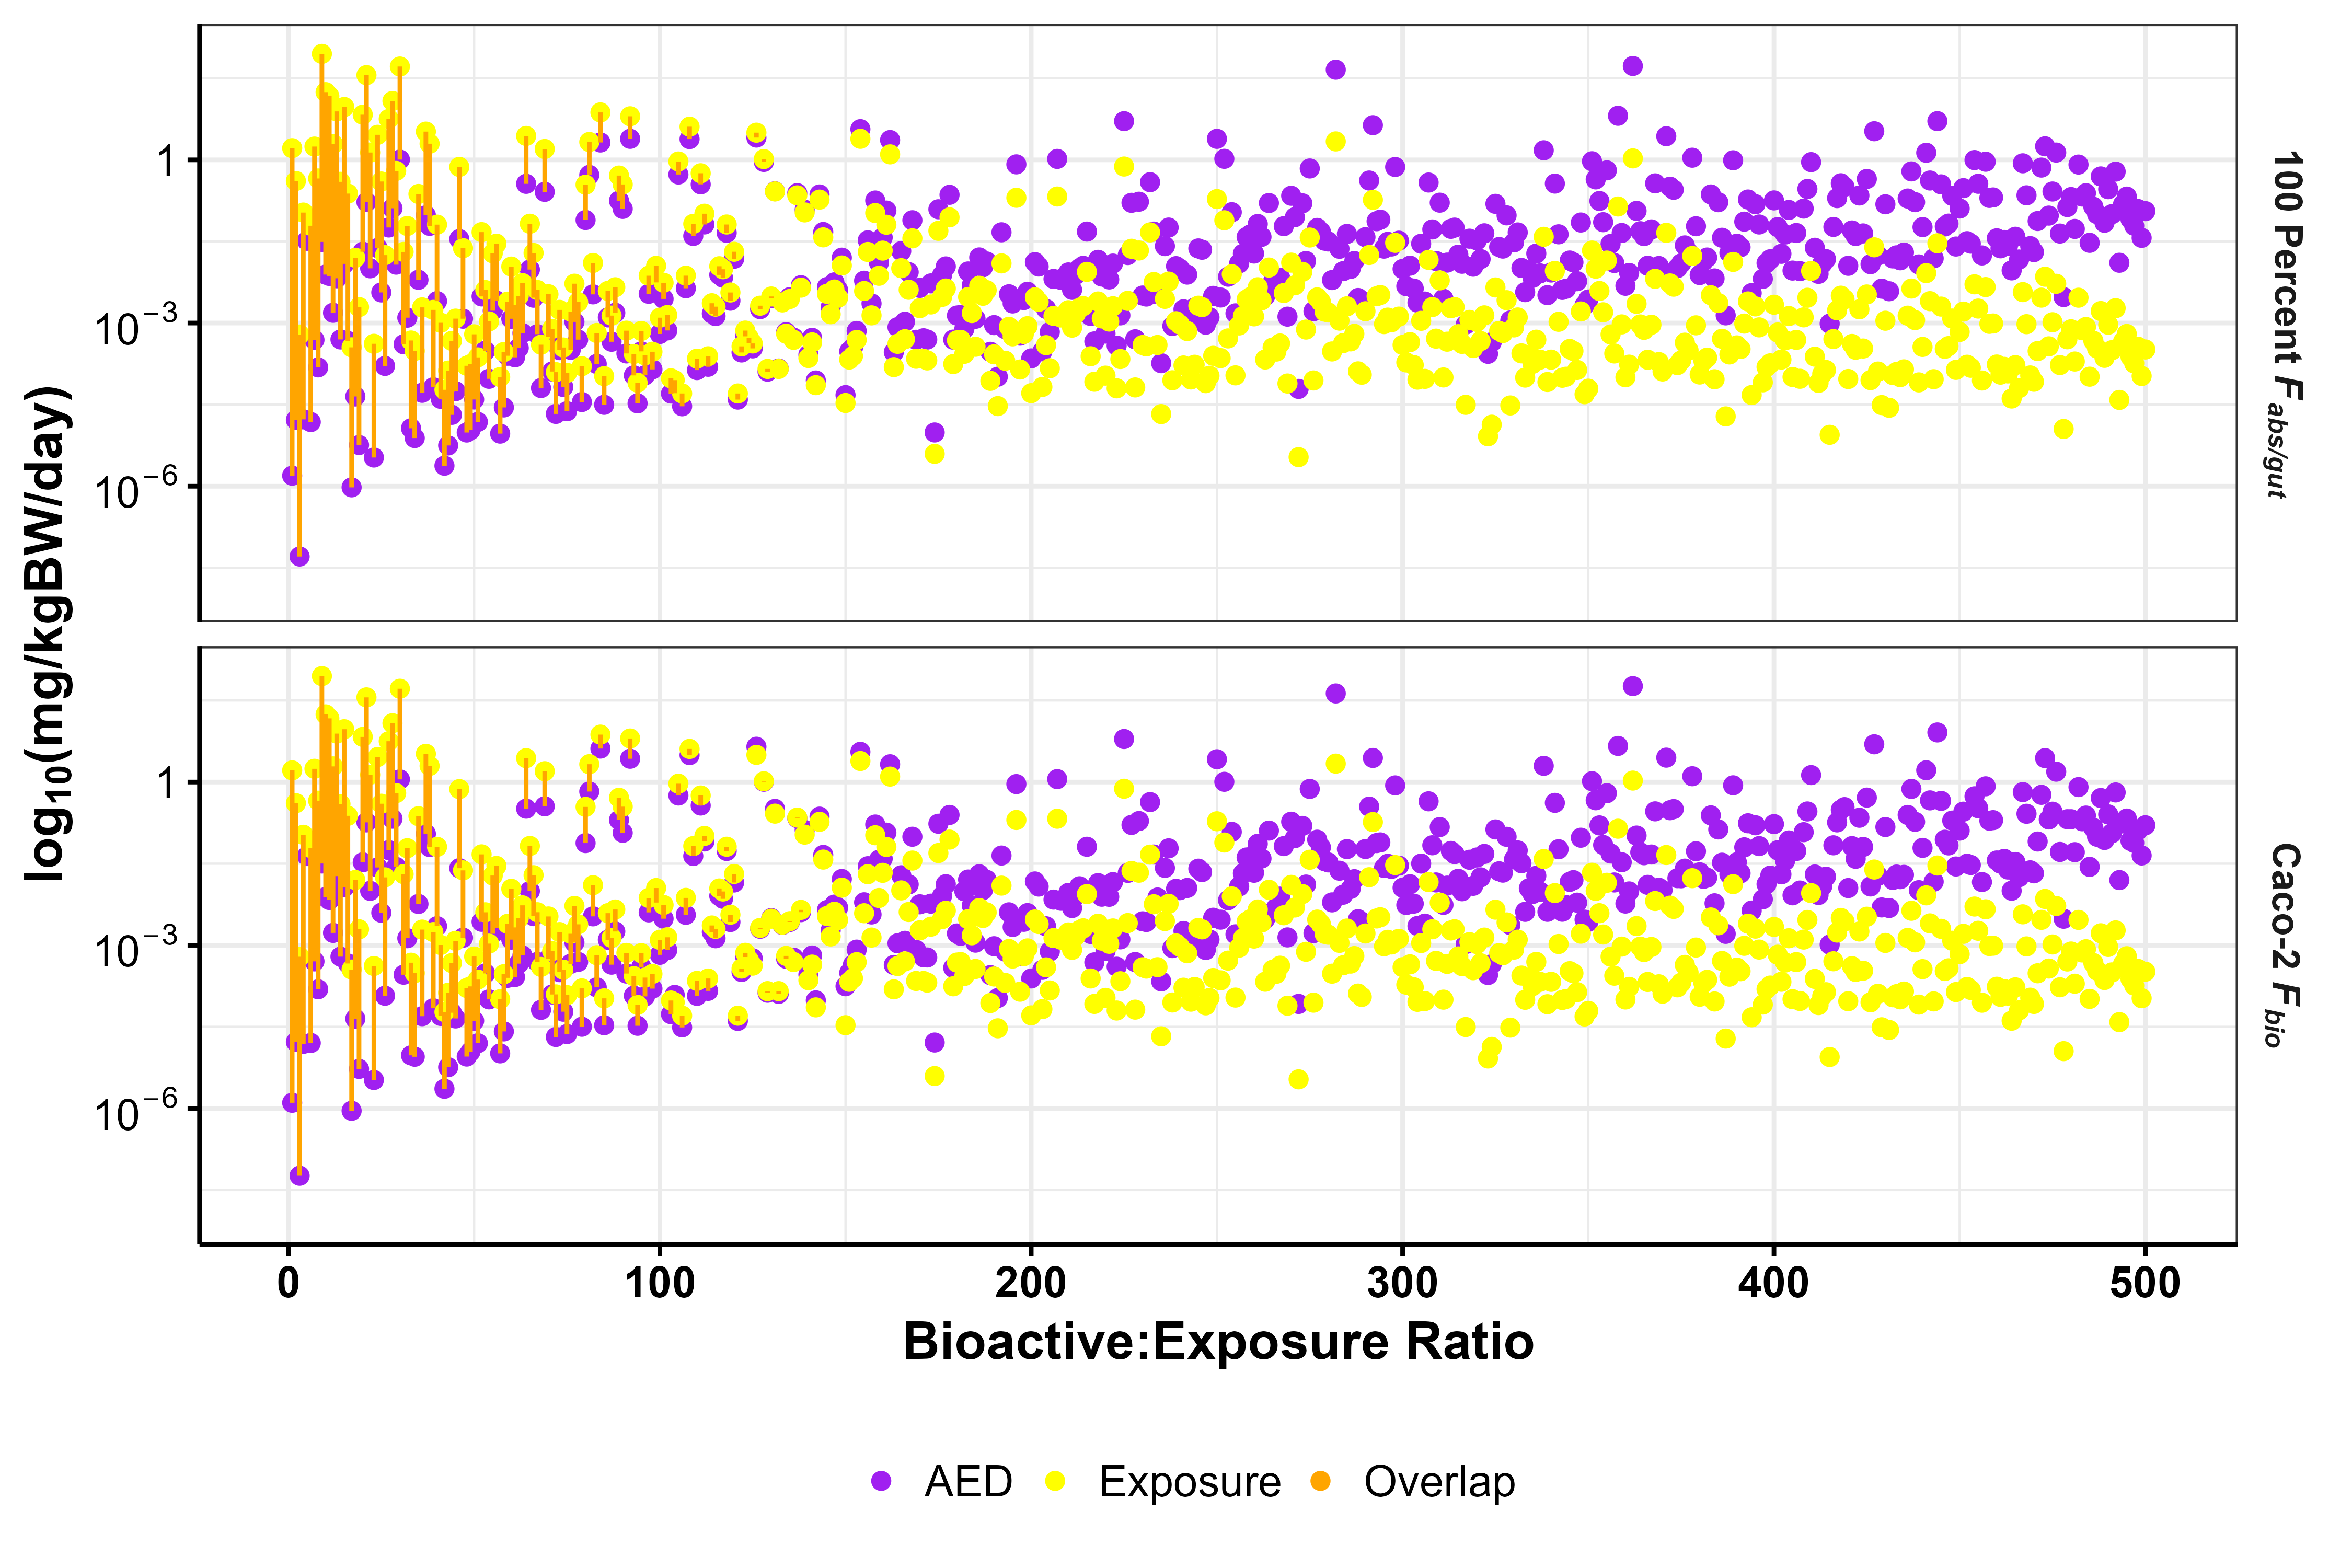 log₁₀(mg/kgBW/day)
1
10⁻³
10⁻⁶
100 Percent F abs/gut
1
10⁻³
10⁻⁶
Caco-2 F bio
0 100 200 300 400 500
Bioactive:Exposure Ratio
AED Exposure Overlap